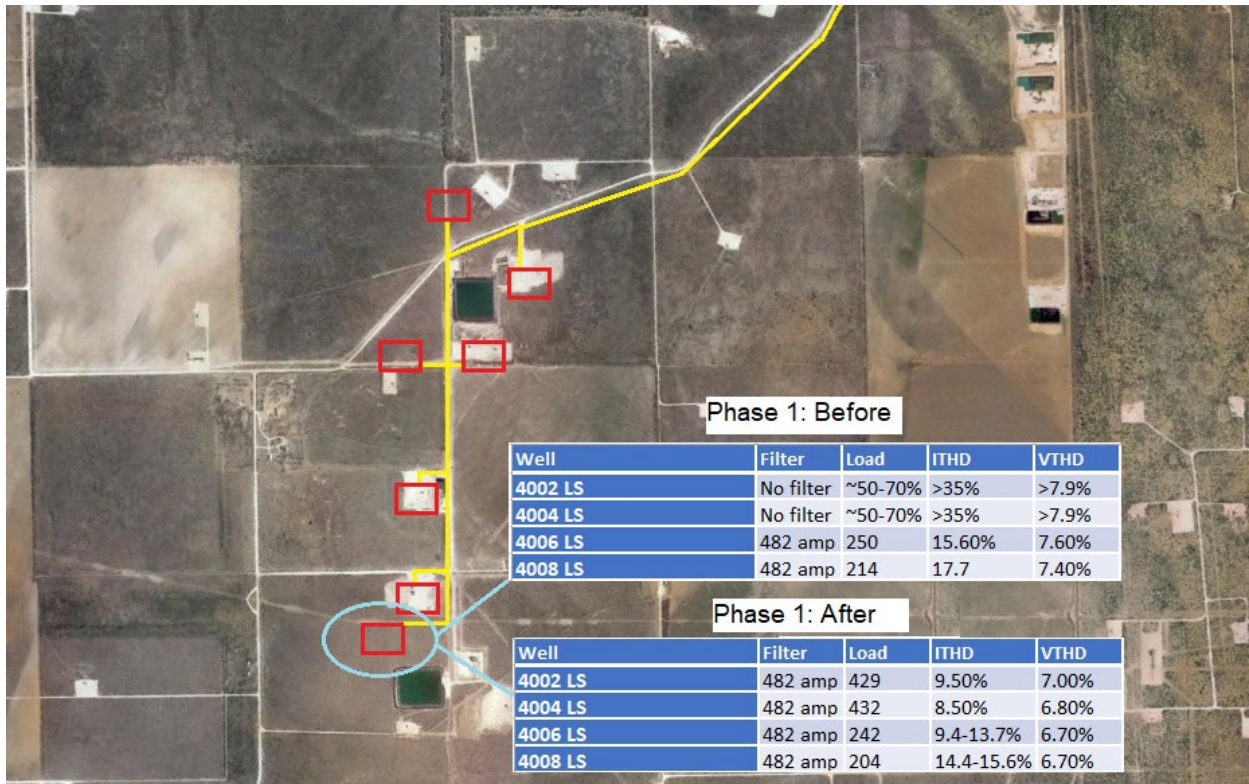 Phase 1: Before
Well Filter Load ITHD VTHD
4002 LS No filter ~50-70% >35% >7.9%
4004 LS No filter ~50-70% >35% >7.9%
4006 LS 482 amp 250 15.60% 7.60%
4008 LS 482 amp 214 17.7 7.40%
Phase 1: After
Well Filter Load ITHD VTHD
4002 LS 482 amp 429 9.50% 7.00%
4004 LS 482 amp 432 8.50% 6.80%
4006 LS 482 amp 242 9.4-13.7% 6.70%
4008 LS 482 amp 204 14.4-15.6% 6.70%